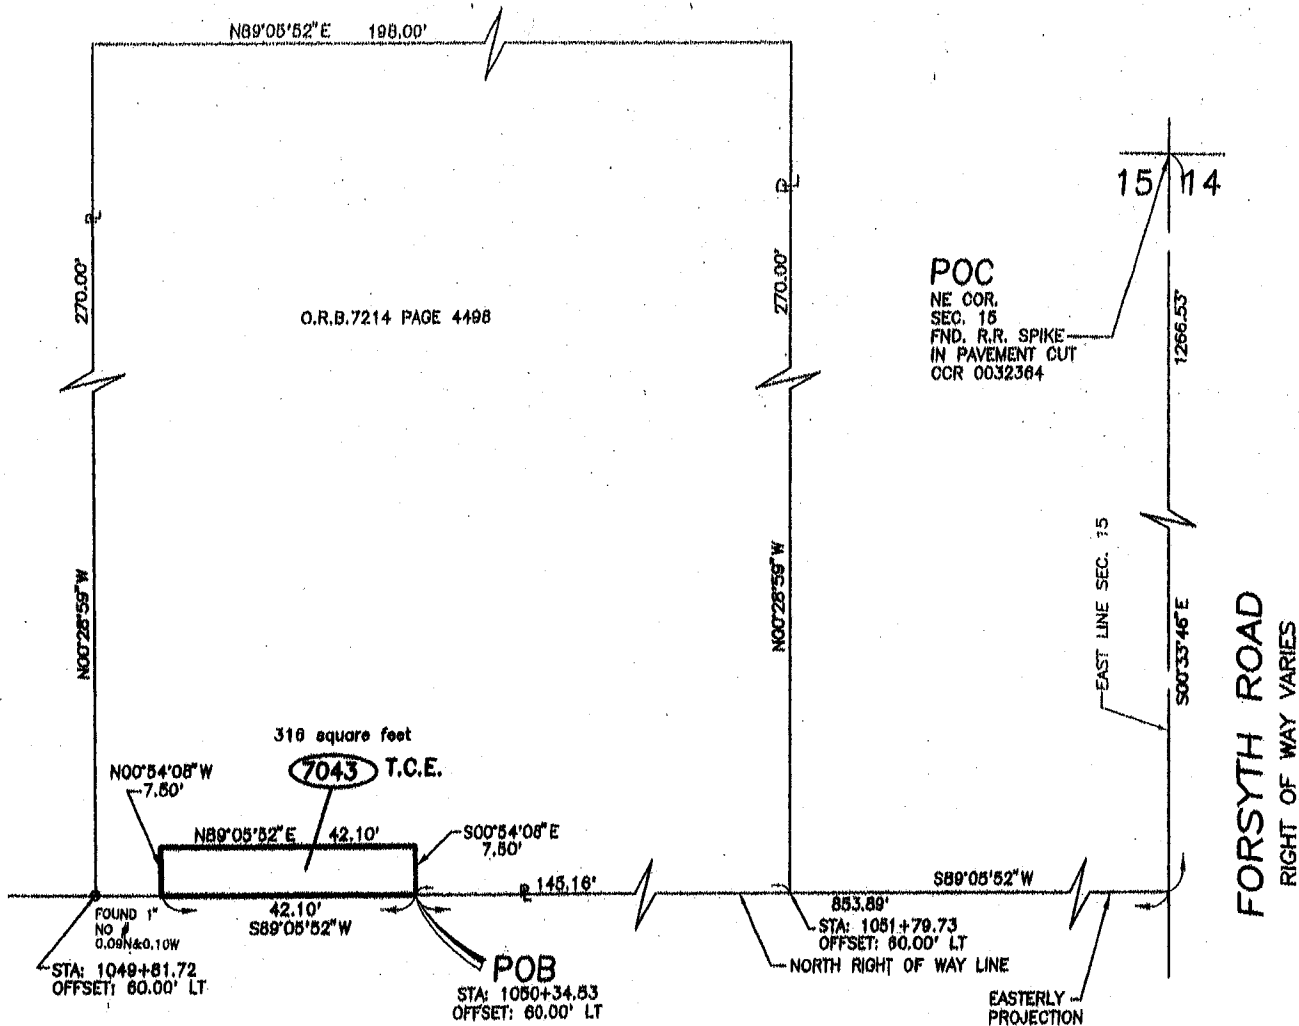 N89°05'52"E 198.00'
15 14
270.00'
270.00'
POC
NE COR.
SEC. 15
FND. R.R. SPIKE
IN PAVEMENT CUT
CCR 0032364
1266.53'
O.R.B.7214 PAGE 4498
EAST LINE SEC. 15
N00°28'59"W
N00°28'59"W
S00°33'46"E
FORSYTH ROAD
RIGHT OF WAY VARIES
316 square feet
7043 T.C.E.
N00°54'08"W
7.50'
N89°05'52"E 42.10'
S00°54'08"E
7.50'
145.16'
S89°05'52"W
853.89'
42.10'
S89°05'52"W
FOUND 1"
NO #
0.09N&0.10W
STA: 1049+81.72
OFFSET: 60.00' LT
POB
STA: 1050+34.53
OFFSET: 60.00' LT
STA: 1051+79.73
OFFSET: 60.00' LT
NORTH RIGHT OF WAY LINE
EASTERLY
PROJECTION